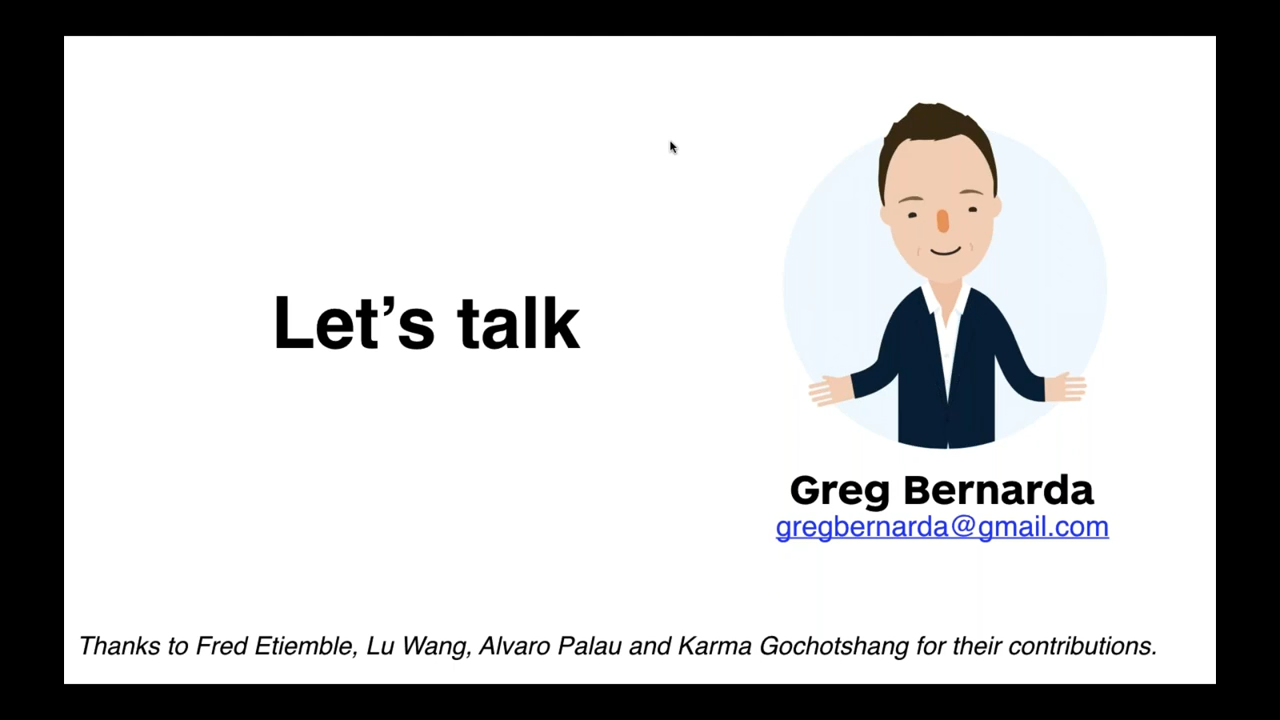 Let’s talk
Greg Bernarda
gregbernarda@gmail.com
Thanks to Fred Etiemble, Lu Wang, Alvaro Palau and Karma Gochotshang for their contributions.